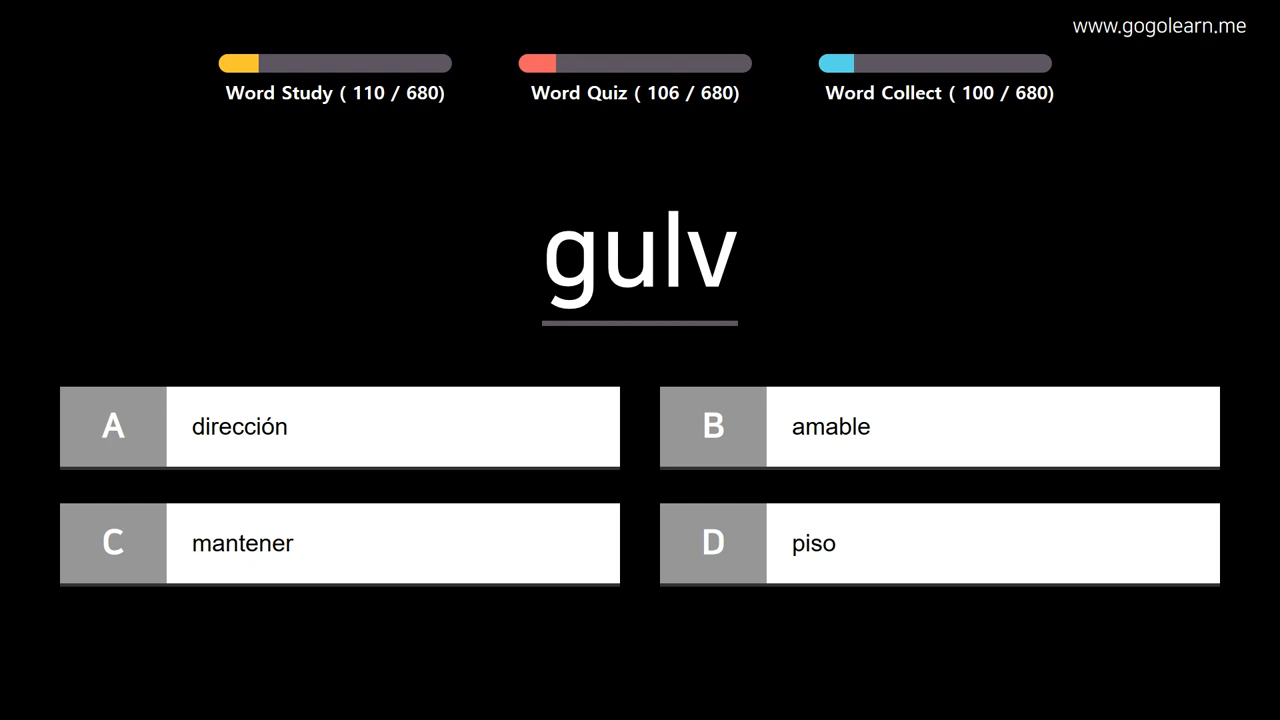 www.gogolearn.me
Word Study ( 110 / 680)
Word Quiz ( 106 / 680)
Word Collect ( 100 / 680)
gulv
A dirección
B amable
C mantener
D piso